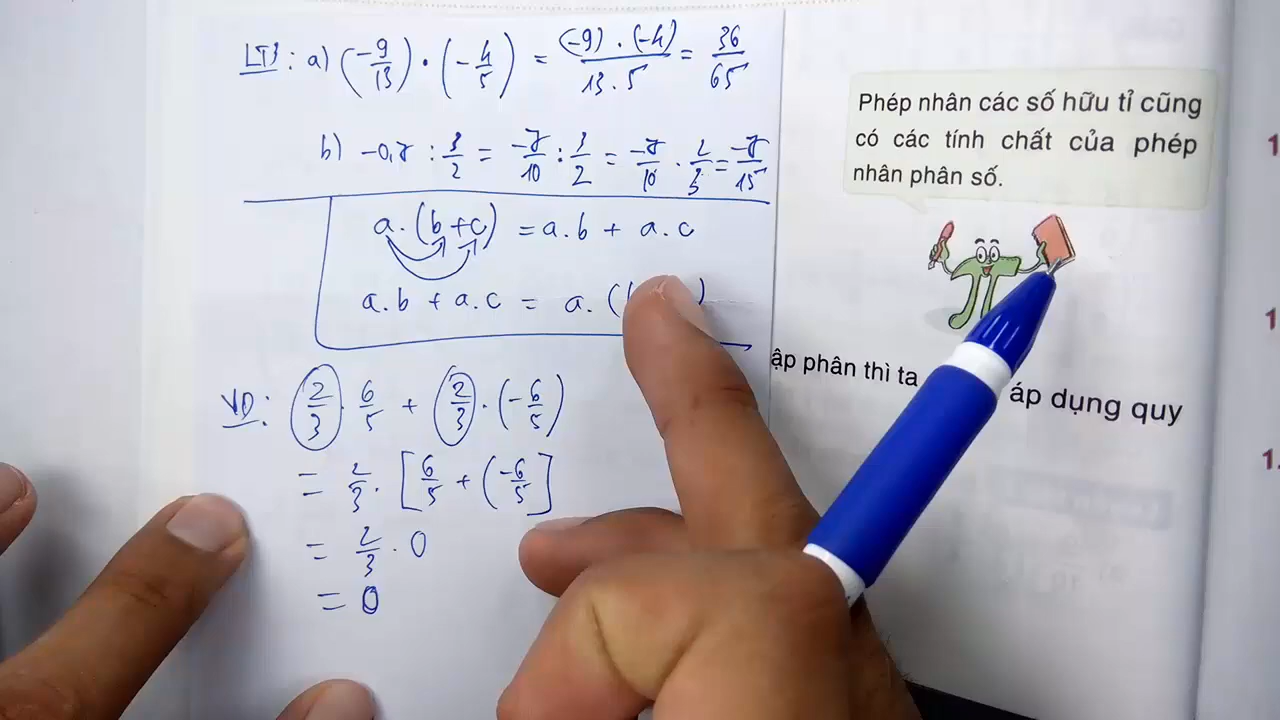 LT3: a) (-9/13) · (-4/5) = (-9) . (-4) / 13 . 5 = 36/65
b) -0,7 : 3/2 = -7/10 : 3/2 = -7/10 . 2/3 = -7/15
a.(b+c) = a.b + a.c
a.b + a.c = a. (
VD: 2/3 . 6/5 + 2/3 . (-6/5)
= 2/3 . [6/5 + (-6/5]
= 2/3 . 0
= 0
Phép nhân các số hữu tỉ cũng
có các tính chất của phép
nhân phân số.
ập phân thì ta áp dụng quy
1
1
1.